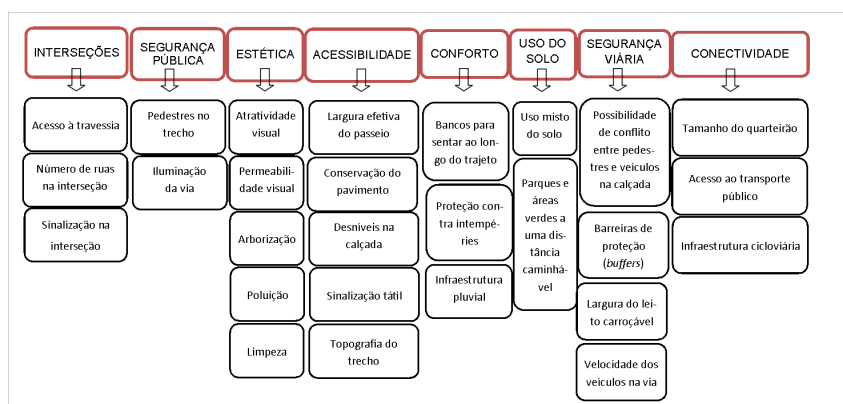 INTERSEÇÕES
SEGURANÇA
PÚBLICA
ESTÉTICA
ACESSIBILIDADE
CONFORTO
USO DO
SOLO
SEGURANÇA
VIÁRIA
CONECTIVIDADE
Acesso à travessia
Número de ruas
na interseção
Sinalização na
interseção
Pedestres no
trecho
Iluminação
da via
Atratividade
visual
Permeabili-
dade visual
Arborização
Poluição
Limpeza
Largura efetiva
do passeio
Conservação do
pavimento
Desníveis na
calçada
Sinalização tátil
Topografia do
trecho
Bancos para
sentar ao lon-
go do trajeto
Proteção con-
tra intempé-
ries
Infraestrutura
pluvial
Uso misto
do solo
Parques e
áreas verdes a
uma dis-
tância
caminhá-
vel
Possibilidade
de conflito
entre pedes-
tres e veículos
na calçada
Barreiras de
proteção
(buffers)
Largura do lei-
to carroçável
Velocidade dos
veículos na via
Tamanho do quarteirão
Acesso ao transporte
público
Infraestrutura cicloviária